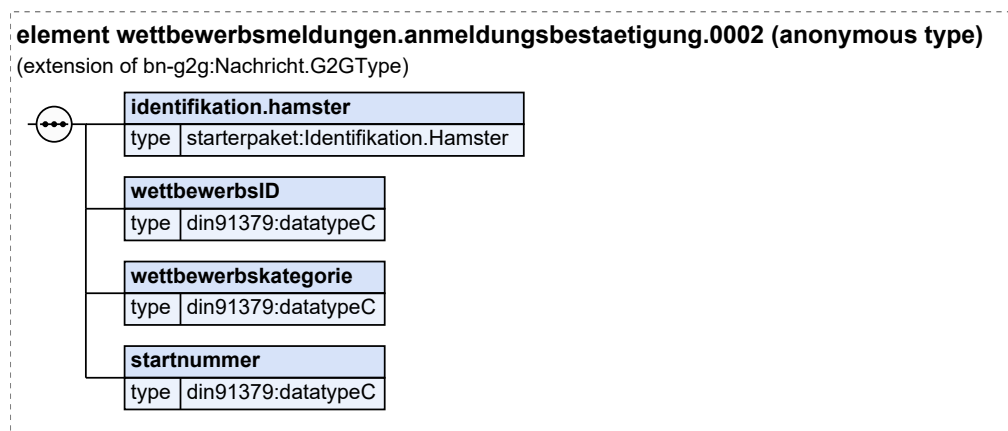 element wettbewerbsmeldungen.anmeldungsbestaetigung.0002 (anonymous type)
(extension of bn-g2g:Nachricht.G2GType)
identifikation.hamster
type starterpaket:Identifikation.Hamster
wettbewerbsID
type din91379:datatypeC
wettbewerbskategorie
type din91379:datatypeC
startnummer
type din91379:datatypeC